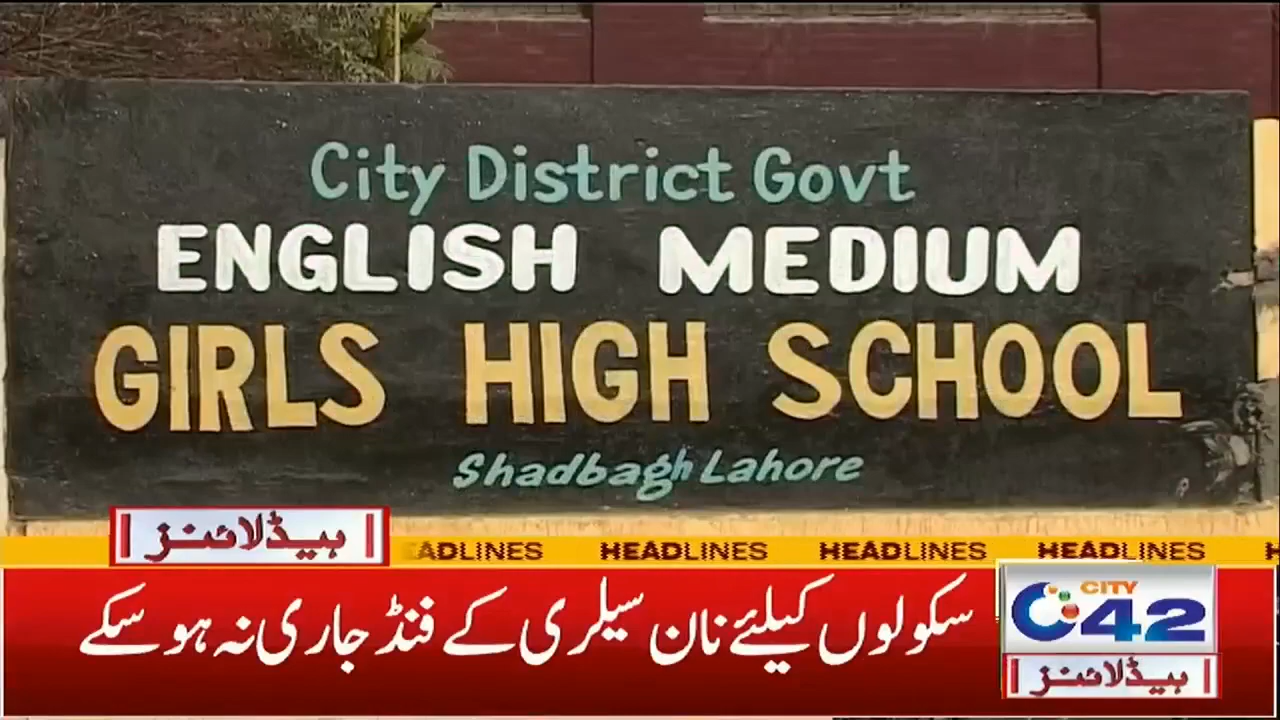 City District Govt
ENGLISH MEDIUM
GIRLS HIGH SCHOOL
Shadbagh Lahore
ہیڈلائنز
ADLINES HEADLINES HEADLINES HEADLINES H
سکولوں کیلئے نان سیلری کے فنڈ جاری نہ ہو سکے
CITY
42
ہیڈلائنز